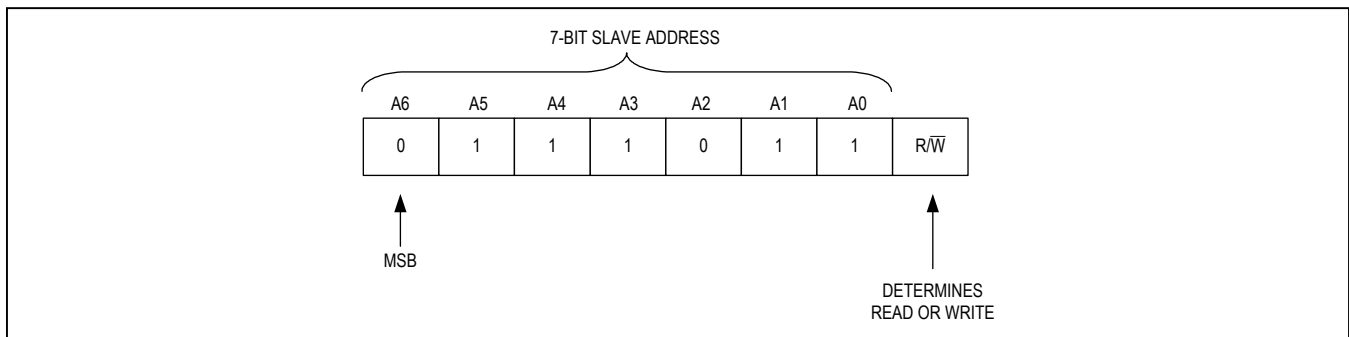 7-BIT SLAVE ADDRESS
A6 A5 A4 A3 A2 A1 A0
0 1 1 1 0 1 1 R/W̅
MSB
DETERMINES
READ OR WRITE